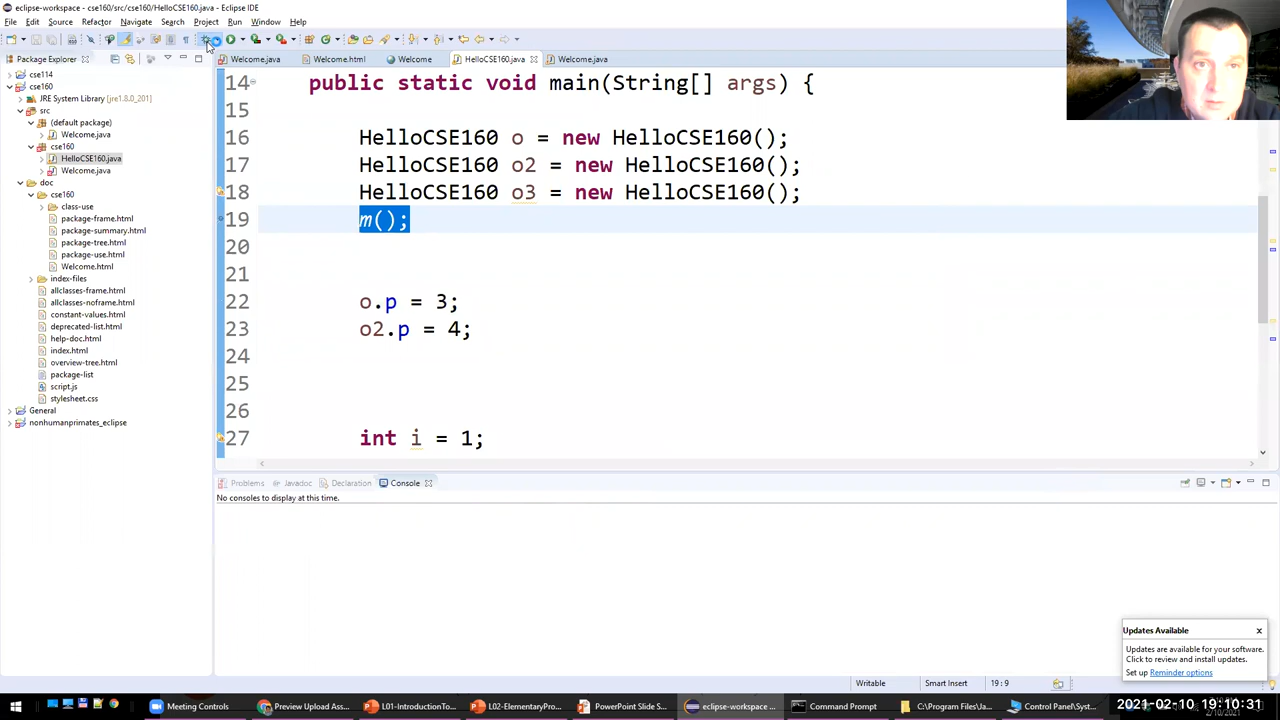 eclipse-workspace - cse160/src/cse160/HelloCSE160.java - Eclipse IDE
File Edit Source Refactor Navigate Search Project Run Window Help
Package Explorer
Welcome.java Welcome.html Welcome HelloCSE160.java Welcome.java
cse114
cse160
JRE System Library [jre1.8.0_201]
src
(default package)
Welcome.java
cse160
HelloCSE160.java
Welcome.java
doc
cse160
class-use
package-frame.html
package-summary.html
package-tree.html
package-use.html
Welcome.html
index-files
allclasses-frame.html
allclasses-noframe.html
constant-values.html
deprecated-list.html
help-doc.html
index.html
overview-tree.html
package-list
script.js
stylesheet.css
General
nonhumanprimates_eclipse
14 public static void main(String[] args) {
15
16 HelloCSE160 o = new HelloCSE160();
17 HelloCSE160 o2 = new HelloCSE160();
18 HelloCSE160 o3 = new HelloCSE160();
19 m();
20
21
22 o.p = 3;
23 o2.p = 4;
24
25
26
27 int i = 1;
Problems Javadoc Declaration Console
No consoles to display at this time.
Updates Available
Updates are available for your software.
Click to review and install updates.
Set up Reminder options
Writable Smart Insert 19 : 9
Meeting Controls Preview Upload Ass... L01-IntroductionTo... L02-ElementaryPro... PowerPoint Slide S... eclipse-workspace ... Command Prompt C:\Program Files\Ja... Control Panel\Sys...
2021-02-10 19:10:31
2/10/2021